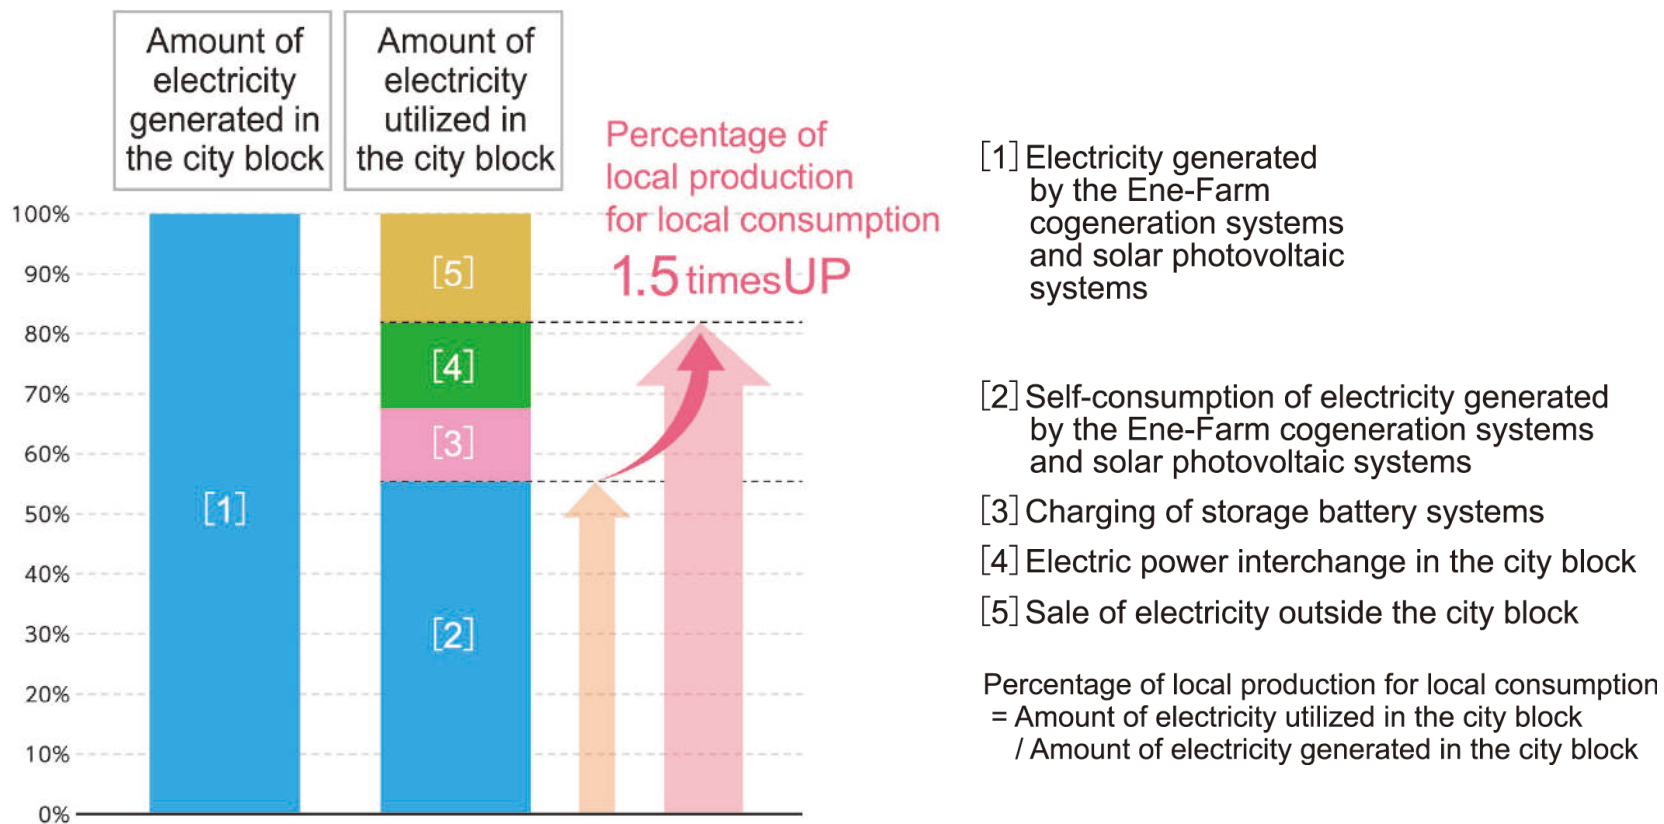 Amount of
electricity
generated in
the city block
Amount of
electricity
utilized in
the city block
Percentage of
local production
for local consumption
1.5 times UP
100%
90%
80%
70%
60%
50%
40%
30%
20%
10%
0%
[1]
[5]
[4]
[3]
[2]
[1] Electricity generated
by the Ene-Farm
cogeneration systems
and solar photovoltaic
systems
[2] Self-consumption of electricity generated
by the Ene-Farm cogeneration systems
and solar photovoltaic systems
[3] Charging of storage battery systems
[4] Electric power interchange in the city block
[5] Sale of electricity outside the city block
Percentage of local production for local consumption
= Amount of electricity utilized in the city block
/ Amount of electricity generated in the city block